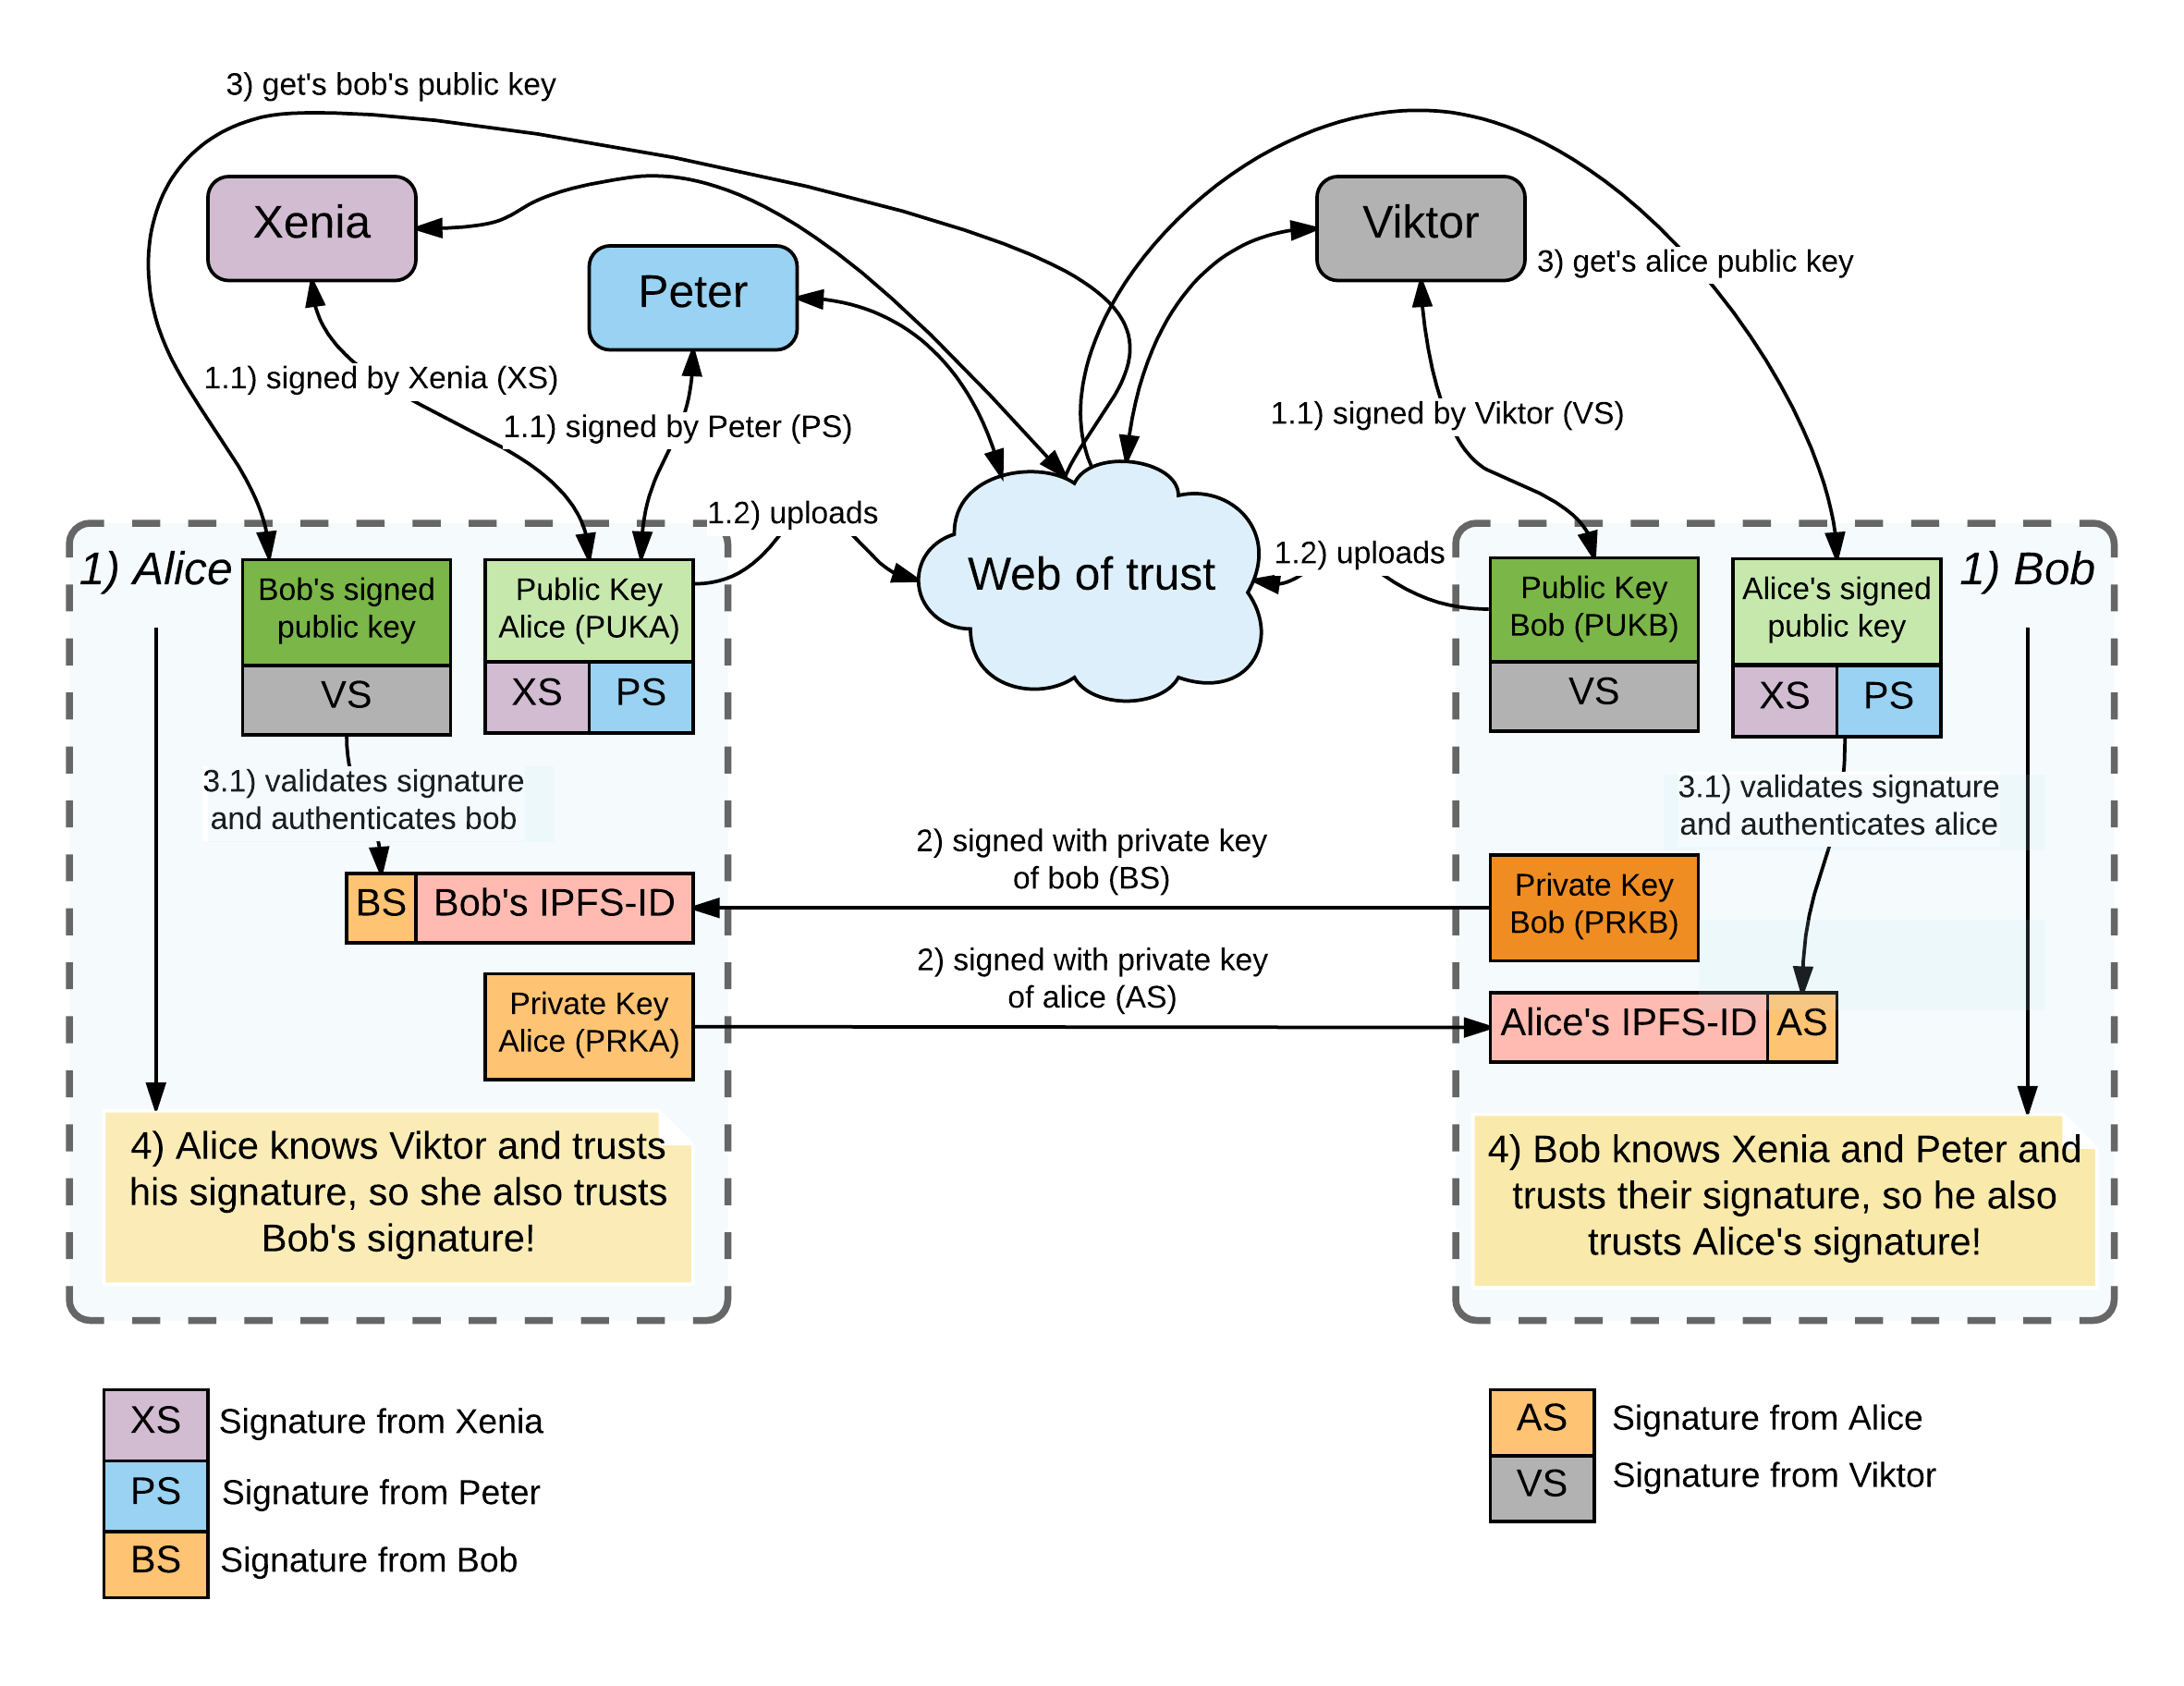 3) get's bob's public key
Xenia
Peter
Viktor
3) get's alice public key
1.1) signed by Xenia (XS)
1.1) signed by Peter (PS)
1.1) signed by Viktor (VS)
1.2) uploads
Web of trust
1.2) uploads
1) Alice
Bob's signed
public key
VS
Public Key
Alice (PUKA)
XS
PS
Public Key
Bob (PUKB)
VS
Alice's signed
public key
XS
PS
1) Bob
3.1) validates signature
and authenticates bob
3.1) validates signature
and authenticates alice
2) signed with private key
of bob (BS)
BS
Bob's IPFS-ID
Private Key
Bob (PRKB)
2) signed with private key
of alice (AS)
Private Key
Alice (PRKA)
Alice's IPFS-ID
AS
4) Alice knows Viktor and trusts
his signature, so she also trusts
Bob's signature!
4) Bob knows Xenia and Peter and
trusts their signature, so he also
trusts Alice's signature!
XS
Signature from Xenia
PS
Signature from Peter
BS
Signature from Bob
AS
Signature from Alice
VS
Signature from Viktor